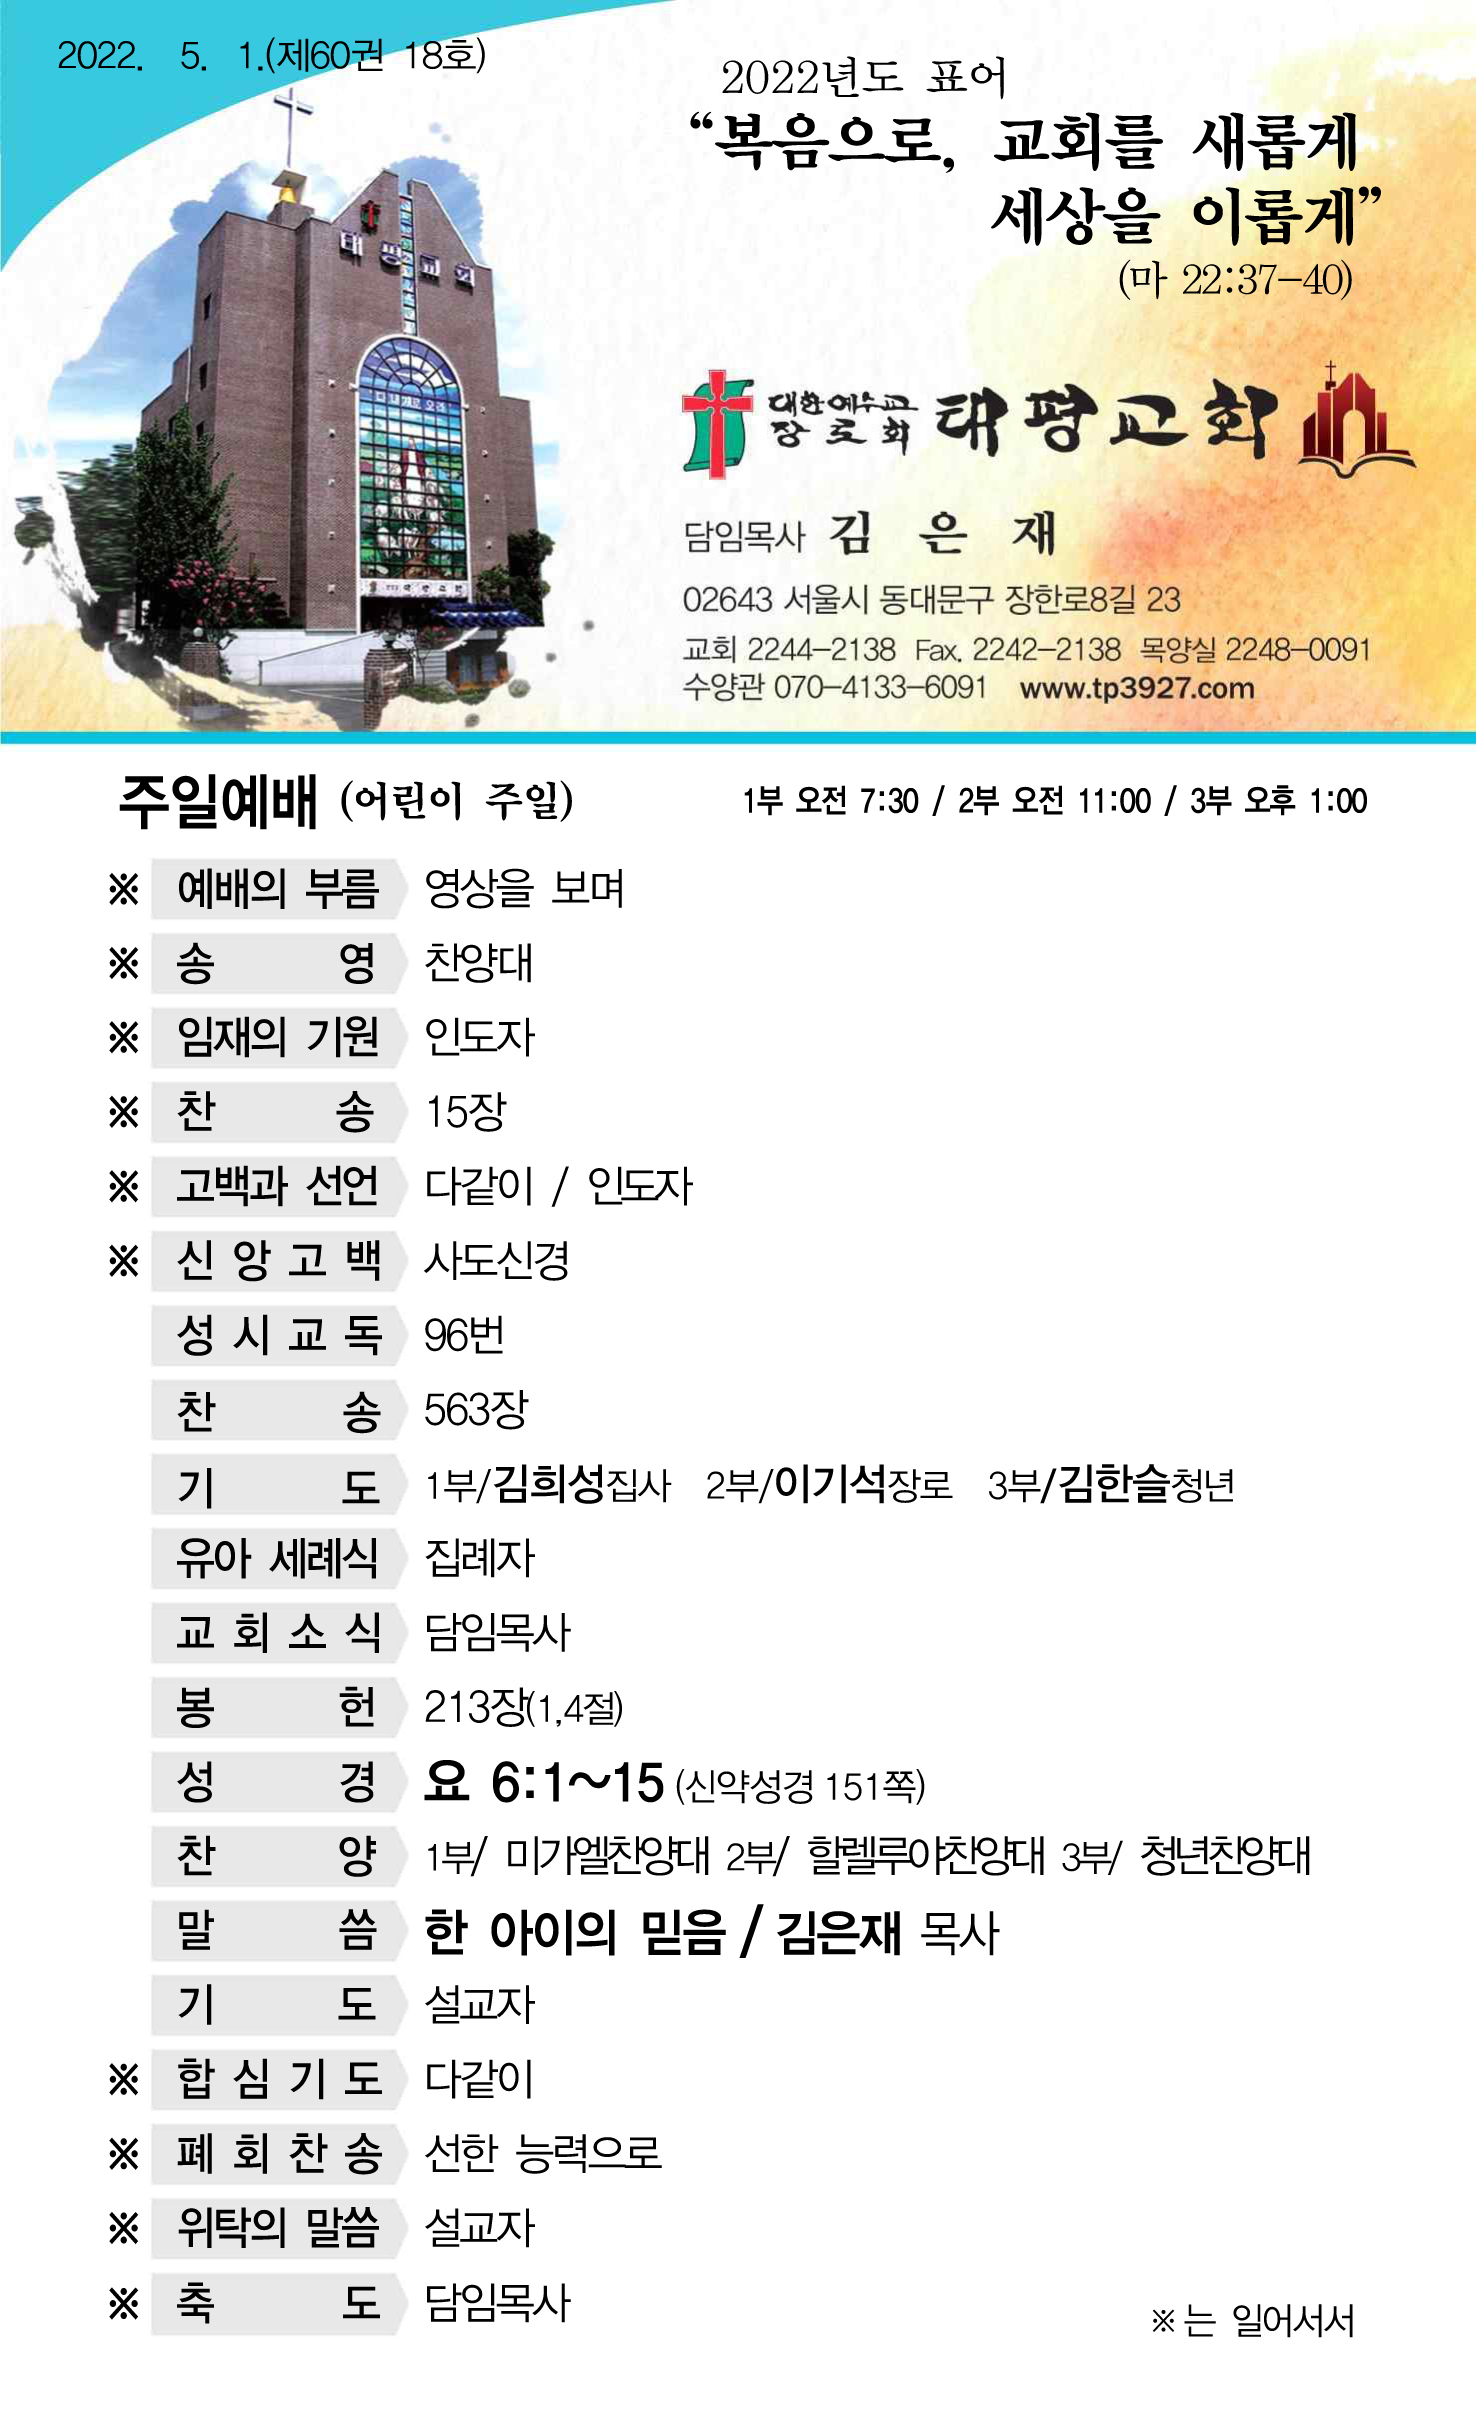 2022. 5. 1.(제60권 18호)
2022년도 표어
“복음으로, 교회를 새롭게
세상을 이롭게”
(마 22:37-40)
태평교회
다 내게로 오라
대한예수교
장로회 태평교회
담임목사 김 은 재
02643 서울시 동대문구 장한로8길 23
교회 2244-2138 Fax. 2242-2138 목양실 2248-0091
수양관 070-4133-6091 www.tp3927.com
주일예배 (어린이 주일) 1부 오전 7:30 / 2부 오전 11:00 / 3부 오후 1:00
※ 예배의 부름 영상을 보며
※ 송 영 찬양대
※ 임재의 기원 인도자
※ 찬 송 15장
※ 고백과 선언 다같이 / 인도자
※ 신앙고백 사도신경
성시교독 96번
찬 송 563장
기 도 1부/김희성집사 2부/이기석장로 3부/김한슬청년
유아 세례식 집례자
교회소식 담임목사
봉 헌 213장(1,4절)
성 경 요 6:1~15 (신약성경 151쪽)
찬 양 1부/ 미가엘찬양대 2부/ 할렐루야찬양대 3부/ 청년찬양대
말 씀 한 아이의 믿음 / 김은재 목사
기 도 설교자
※ 합심기도 다같이
※ 폐회찬송 선한 능력으로
※ 위탁의 말씀 설교자
※ 축 도 담임목사
※ 는 일어서서